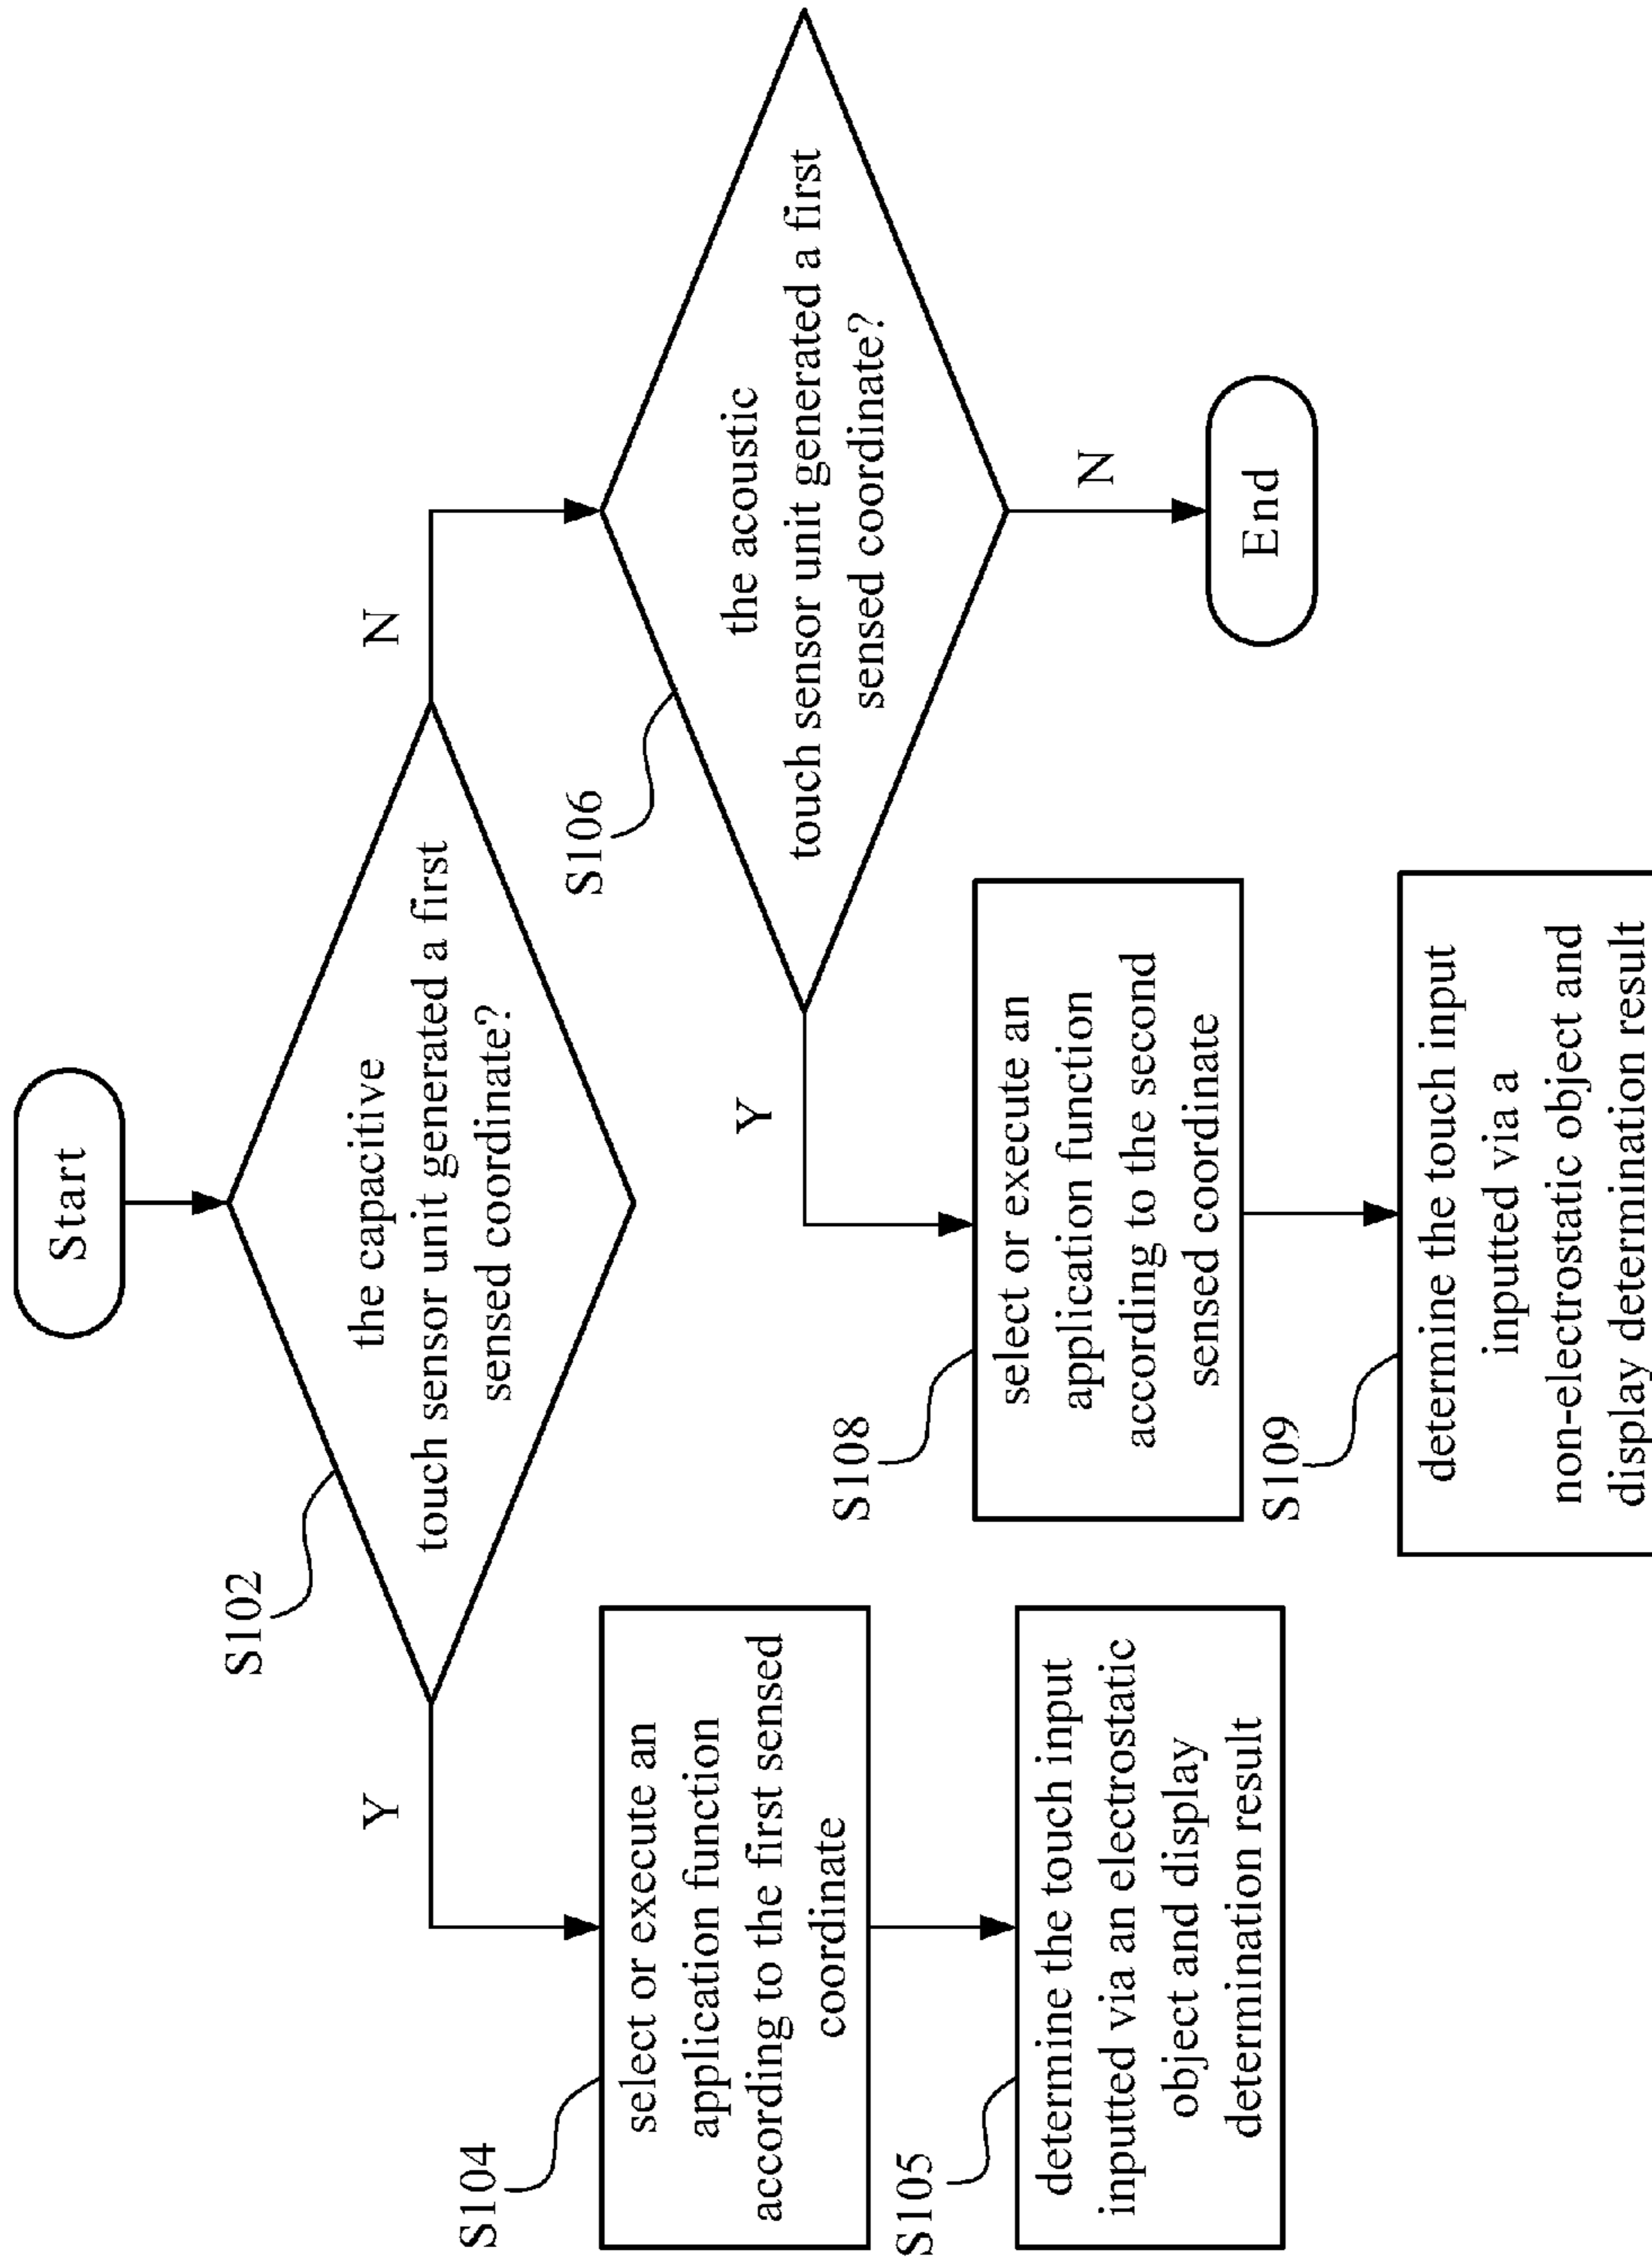 Start
S102
the capacitive
touch sensor unit generated a first
sensed coordinate?
Y
N
S104
select or execute an
application function
according to the first sensed
coordinate
S105
determine the touch input
inputted via an electrostatic
object and display
determination result
S106
the acoustic
touch sensor unit generated a first
sensed coordinate?
Y
N
S108
select or execute an
application function
according to the second
sensed coordinate
S109
determine the touch input
inputted via a
non-electrostatic object and
display determination result
End